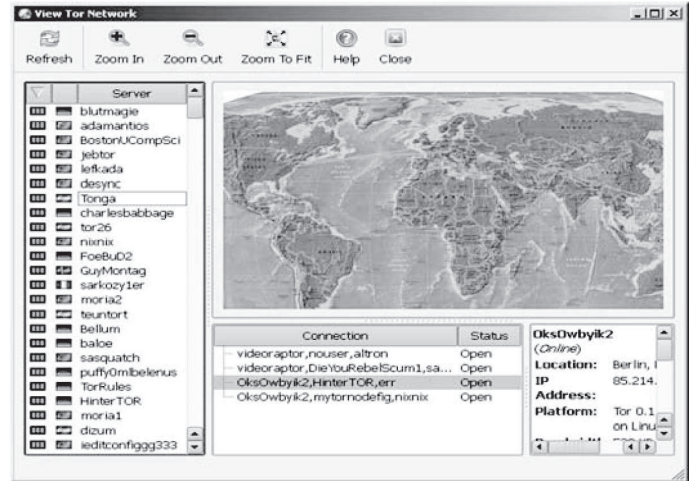 View Tor Network
Refresh Zoom In Zoom Out Zoom To Fit Help Close
Server
blutmagie
adamantios
BostonUCompSci
jebtor
lefkada
desync
Tonga
charlesbabbage
tor26
nixnix
FoeBuD2
GuyMontag
sarkozy1er
moria2
teuntort
Bellum
baloe
sasquatch
puffy0mlbelenus
TorRules
HinterTOR
moria1
dizum
ieditconfiggg333
Connection Status
videoraptor,nouser,altron Open
videoraptor,DieYouRebelScum1,sa... Open
OksOwbyik2,HinterTOR,err Open
OksOwbyik2,mytornodefig,nixnix Open
OksOwbyik2
(Online)
Location: Berlin,
IP 85.214.
Address:
Platform: Tor 0.1
on Linu